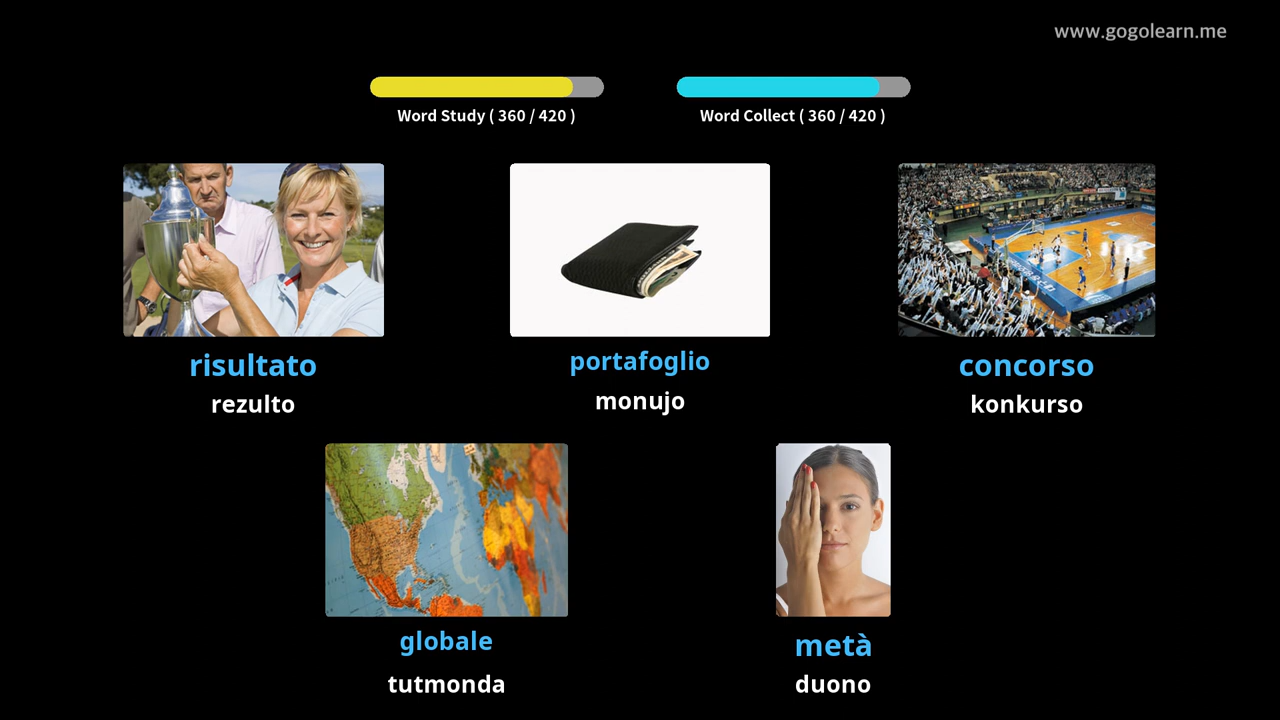 www.gogolearn.me
Word Study ( 360 / 420 )
Word Collect ( 360 / 420 )
risultato
rezulto
portafoglio
monujo
concorso
konkurso
globale
tutmonda
metà
duono